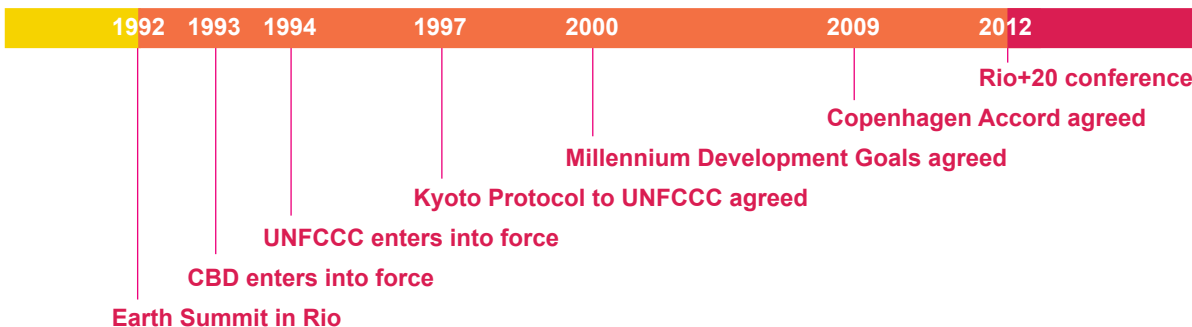 1992 1993 1994 1997 2000 2009 2012
Rio+20 conference
Copenhagen Accord agreed
Millennium Development Goals agreed
Kyoto Protocol to UNFCCC agreed
UNFCCC enters into force
CBD enters into force
Earth Summit in Rio